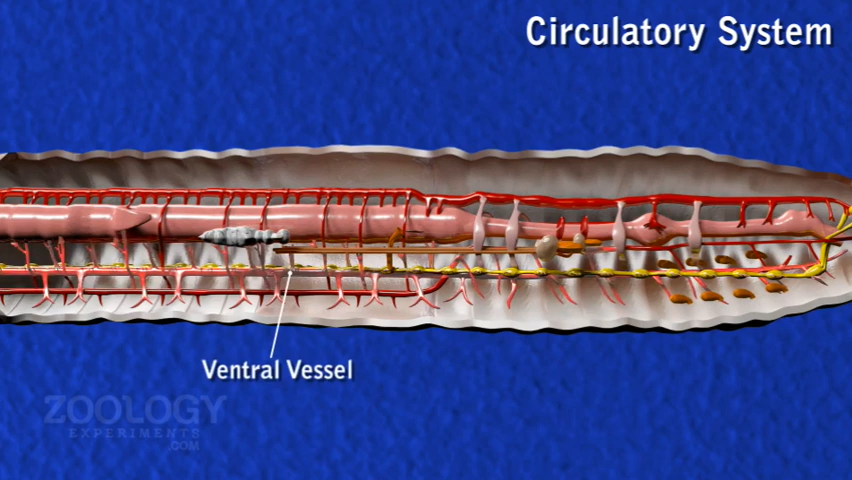 Circulatory System
Ventral Vessel
ZOOLOGY
EXPERIMENTS
.COM